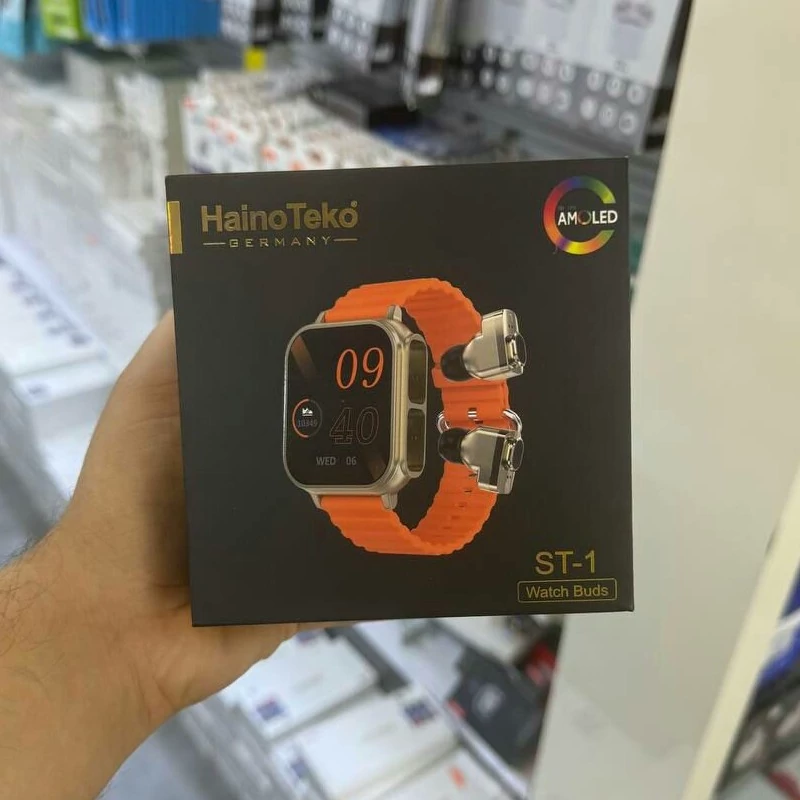 HainoTeko
GERMANY
AMOLED
09
40
10349
WED 06
ST-1
Watch Buds